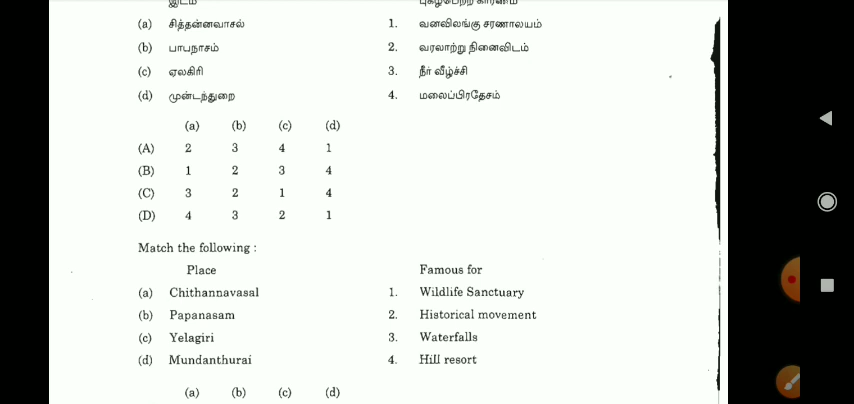 இடம் புகழ்பெற்ற காரணம்
(a) சித்தன்னவாசல் 1. வனவிலங்கு சரணாலயம்
(b) பாபநாசம் 2. வரலாற்று நினைவிடம்
(c) ஏலகிரி 3. நீர் வீழ்ச்சி
(d) முண்டந்துறை 4. மலைப்பிரதேசம்
(a) (b) (c) (d)
(A) 2 3 4 1
(B) 1 2 3 4
(C) 3 2 1 4
(D) 4 3 2 1
Match the following :
Place Famous for
(a) Chithannavasal 1. Wildlife Sanctuary
(b) Papanasam 2. Historical movement
(c) Yelagiri 3. Waterfalls
(d) Mundanthurai 4. Hill resort
(a) (b) (c) (d)